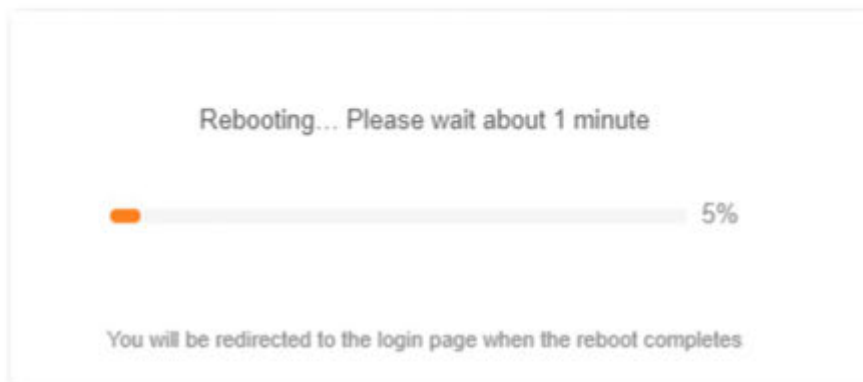 Rebooting... Please wait about 1 minute
5%
You will be redirected to the login page when the reboot completes